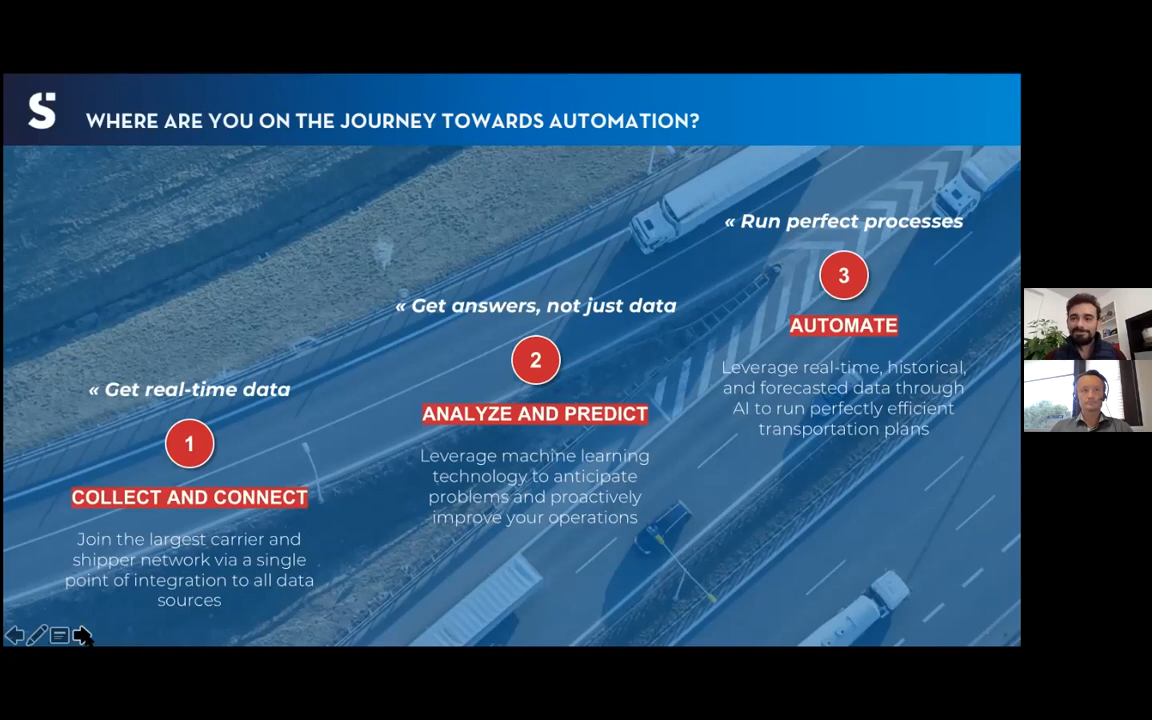 S
WHERE ARE YOU ON THE JOURNEY TOWARDS AUTOMATION?
« Get real-time data
1
COLLECT AND CONNECT
Join the largest carrier and
shipper network via a single
point of integration to all data
sources
« Get answers, not just data
2
ANALYZE AND PREDICT
Leverage machine learning
technology to anticipate
problems and proactively
improve your operations
« Run perfect processes
3
AUTOMATE
Leverage real-time, historical,
and forecasted data through
AI to run perfectly efficient
transportation plans